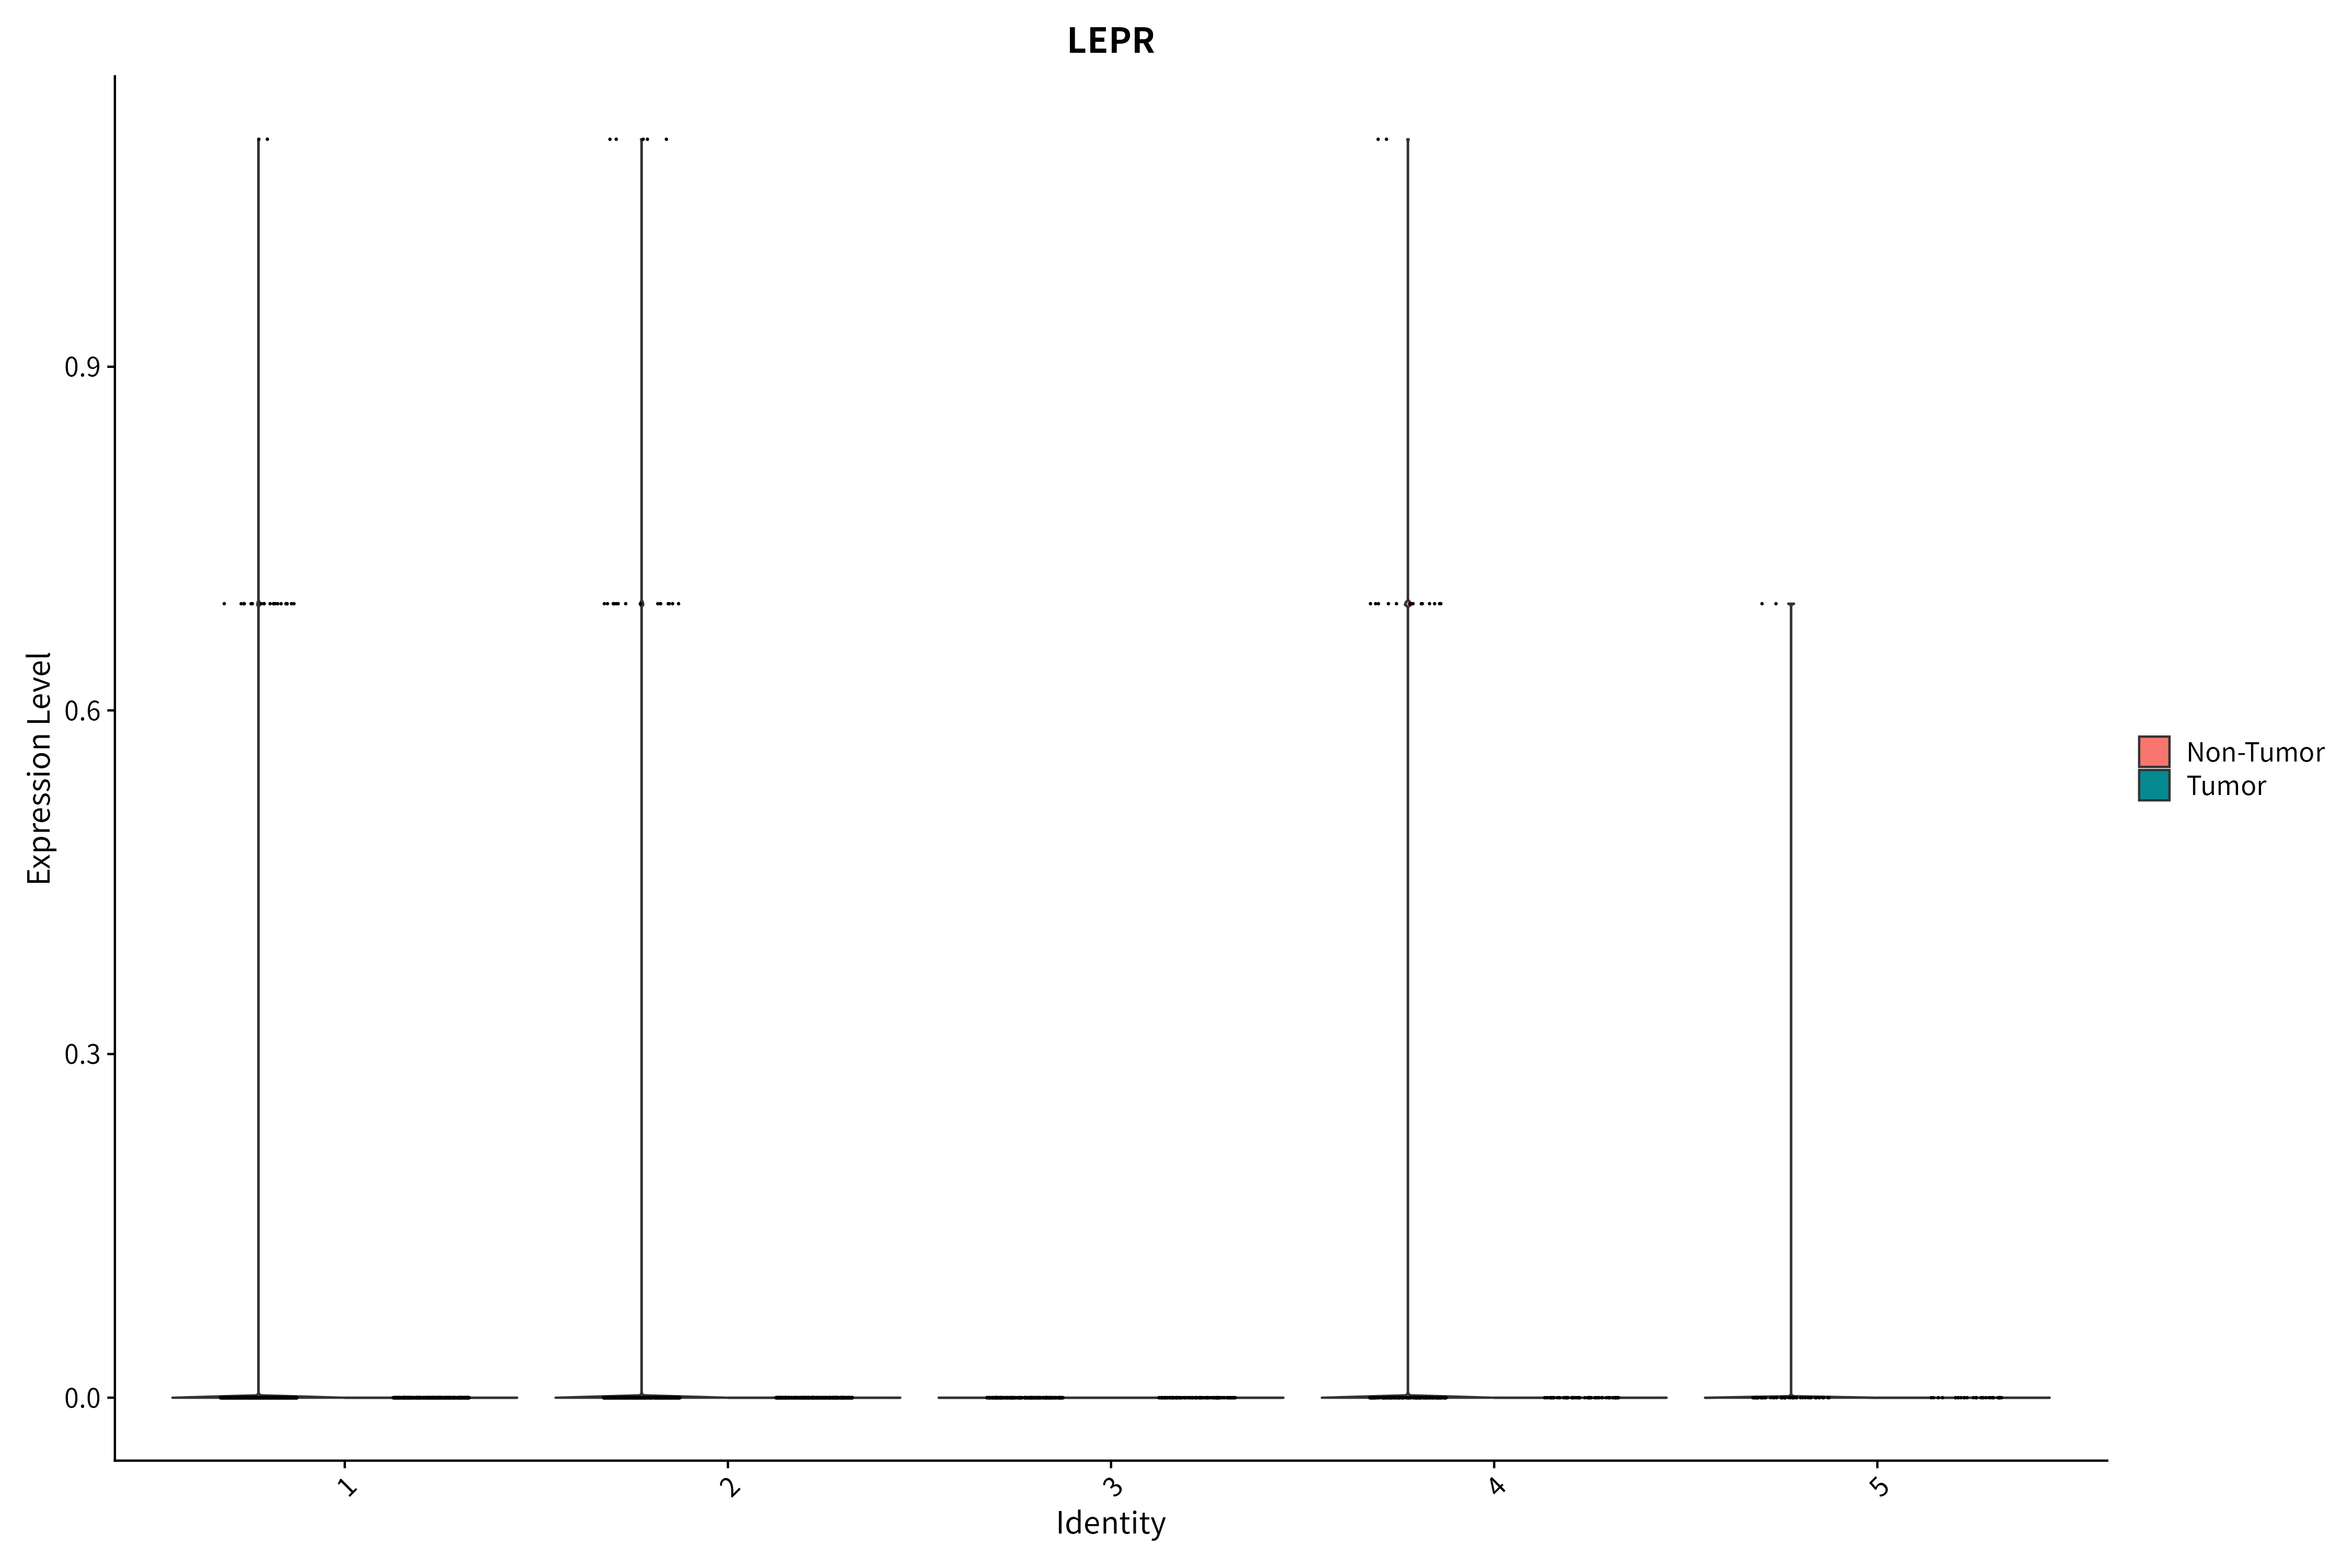 LEPR
Expression Level
0.9
0.6
0.3
0.0
1
2
3
4
5
Identity
Non-Tumor
Tumor